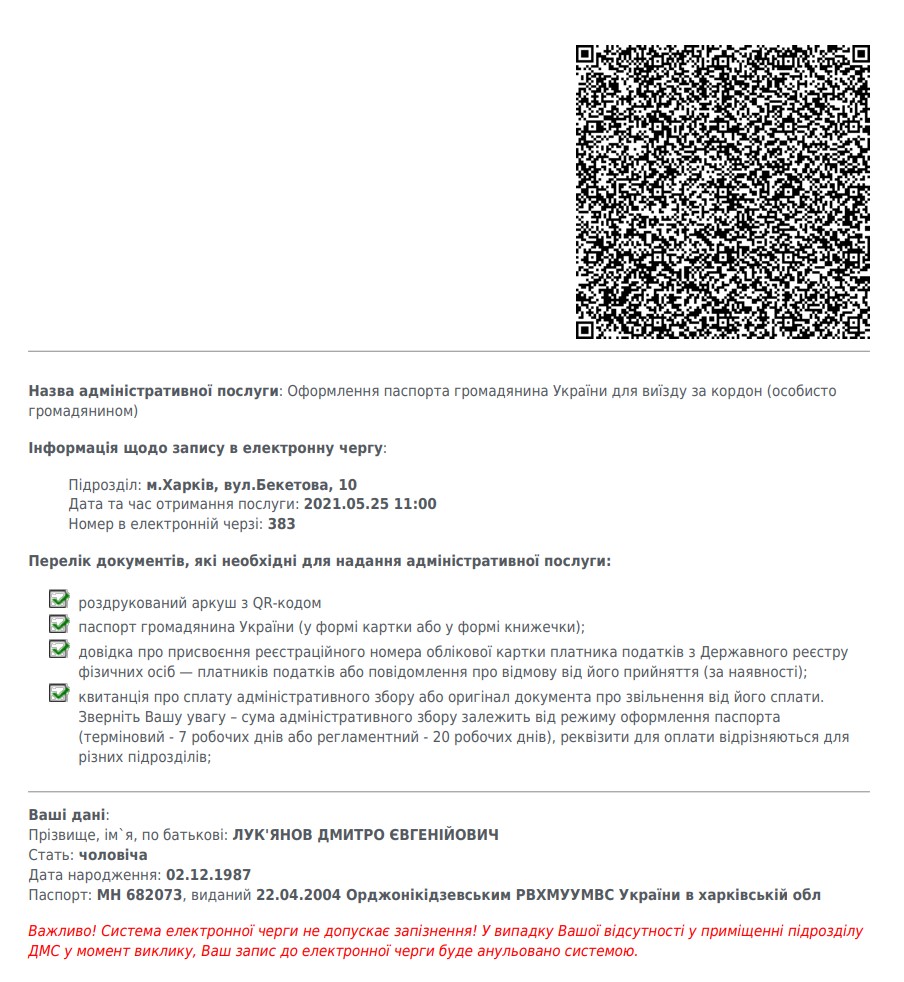 Назва адміністративної послуги: Оформлення паспорта громадянина України для виїзду за кордон (особисто
громадянином)
Інформація щодо запису в електронну чергу:
Підрозділ: м.Харків, вул.Бекетова, 10
Дата та час отримання послуги: 2021.05.25 11:00
Номер в електронній черзі: 383
Перелік документів, які необхідні для надання адміністративної послуги:
роздрукований аркуш з QR-кодом
паспорт громадянина України (у формі картки або у формі книжечки);
довідка про присвоєння реєстраційного номера облікової картки платника податків з Державного реєстру
фізичних осіб — платників податків або повідомлення про відмову від його прийняття (за наявності);
квитанція про сплату адміністративного збору або оригінал документа про звільнення від його сплати.
Зверніть Вашу увагу – сума адміністративного збору залежить від режиму оформлення паспорта
(терміновий - 7 робочих днів або регламентний - 20 робочих днів), реквізити для оплати відрізняються для
різних підрозділів;
Ваші дані:
Прізвище, ім`я, по батькові: ЛУК'ЯНОВ ДМИТРО ЄВГЕНІЙОВИЧ
Стать: чоловіча
Дата народження: 02.12.1987
Паспорт: МН 682073, виданий 22.04.2004 Орджонікідзевським РВХМУУМВС України в харківській обл
Важливо! Система електронної черги не допускає запізнення! У випадку Вашої відсутності у приміщенні підрозділу
ДМС у момент виклику, Ваш запис до електронної черги буде анульовано системою.